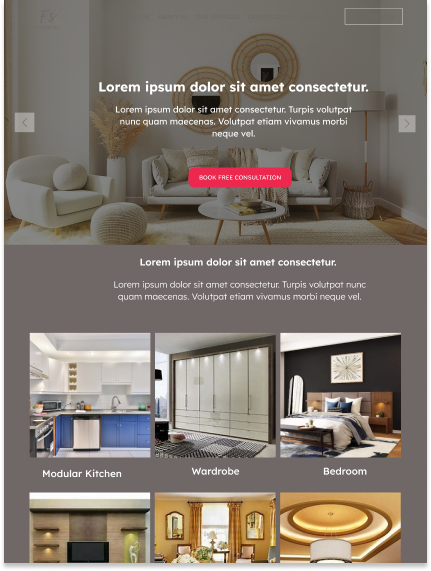 Lorem ipsum dolor sit amet consectetur.
Lorem ipsum dolor sit amet consectetur. Turpis volutpat
nunc quam maecenas. Volutpat etiam vivamus morbi
neque vel.
BOOK FREE CONSULTATION
Lorem ipsum dolor sit amet consectetur.
Lorem ipsum dolor sit amet consectetur. Turpis volutpat nunc
quam maecenas. Volutpat etiam vivamus morbi neque vel.
Modular Kitchen
Wardrobe
Bedroom